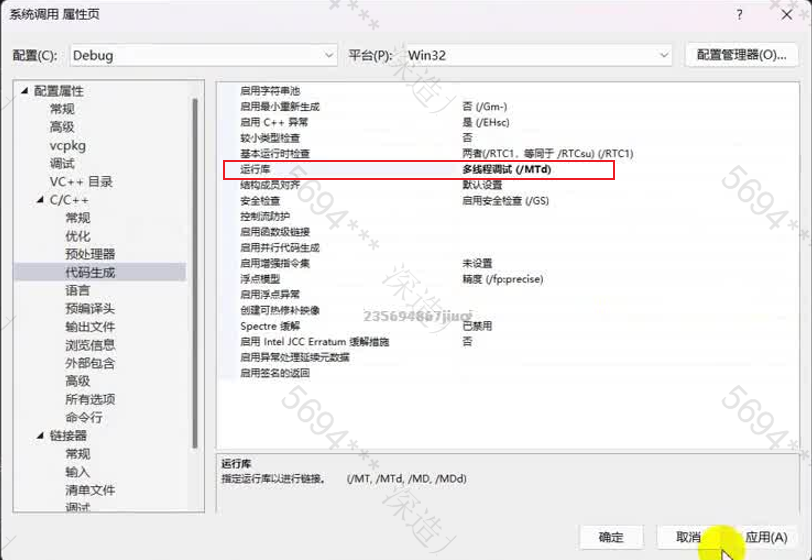 系统调用 属性页
? ×
配置(C): Debug 平台(P): Win32 配置管理器(O)...
配置属性
常规
高级
vcpkg
调试
VC++ 目录
C/C++
常规
优化
预处理器
代码生成
语言
预编译头
输出文件
浏览信息
外部包含
高级
所有选项
命令行
链接器
常规
输入
清单文件
调试
启用字符串池
启用最小重新生成 否 (/Gm-)
启用 C++ 异常 是 (/EHsc)
较小类型检查 否
基本运行时检查 两者(/RTC1，等同于 /RTCsu) (/RTC1)
运行库 多线程调试 (/MTd)
结构成员对齐 默认设置
安全检查 启用安全检查 (/GS)
控制流防护
启用函数级链接
启用并行代码生成
启用增强指令集 未设置
浮点模型 精度 (/fp:precise)
启用浮点异常
创建可热修补映像
Spectre 缓解 已禁用
启用 Intel JCC Erratum 缓解措施 否
启用异常处理延续元数据
启用签名的返回
运行库
指定运行库以进行链接。 (/MT, /MTd, /MD, /MDd)
确定 取消 应用(A)
深造
5694***
5694***
深造
5694***
5694***
深造